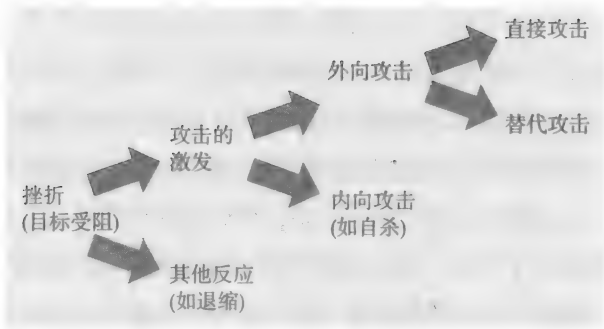 直接攻击
外向攻击
替代攻击
攻击的
激发
挫折
(目标受阻)
内向攻击
(如自杀)
其他反应
(如退缩)